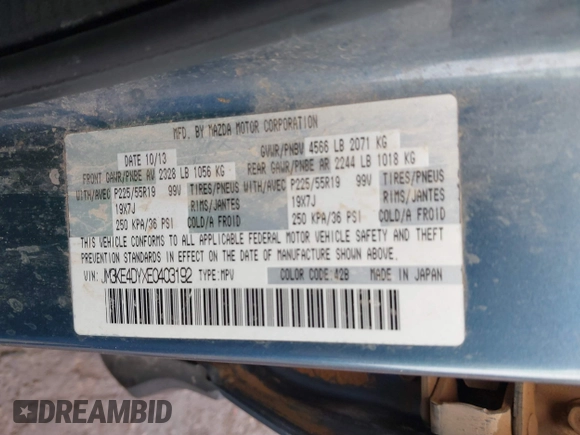 MFD. BY MAZDA MOTOR CORPORATION
DATE 10/13 GVWR/PNBV 4566 LB 2071 KG
FRONT GAWR/PNBE AV 2328 LB 1056 KG REAR GAWR/PNBE AR 2244 LB 1018 KG
WITH/AVEC P225/55R19 99V TIRES/PNEUS WITH/AVEC P225/55R19 99V TIRES/PNEUS
19X7J 19X7J
250 KPA/36 PSI COLD/A FROID 250 KPA/36 PSI COLD/A FROID
THIS VEHICLE CONFORMS TO ALL APPLICABLE FEDERAL MOTOR VEHICLE SAFETY, BUMPER, AND THEFT
PREVENTION STANDARDS IN EFFECT ON THE DATE OF MANUFACTURE SHOWN ABOVE.
VIN: JM3KE4DYXE0403192 TYPE: MPV COLOR CODE: 42B MADE IN JAPAN
DREAMBID